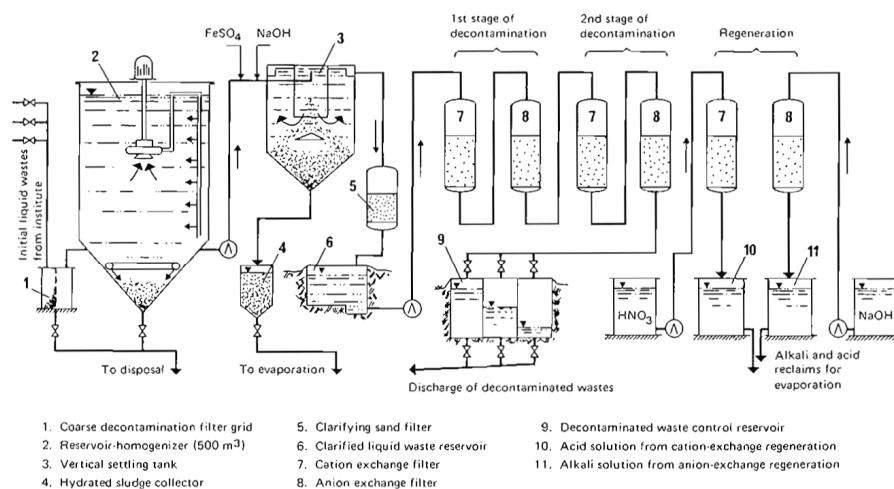 1st stage of
decontamination
2nd stage of
decontamination
Regeneration
FeSO4
NaOH
2
3
7
8
7
8
7
8
5
Initial liquid wastes
from institute
1
4
6
9
10
11
HNO3
NaOH
To disposal
To evaporation
Discharge of decontaminated wastes
Alkali and acid
reclaims for
evaporation
1. Coarse decontamination filter grid
2. Reservoir-homogenizer (500 m3)
3. Vertical settling tank
4. Hydrated sludge collector
5. Clarifying sand filter
6. Clarified liquid waste reservoir
7. Cation exchange filter
8. Anion exchange filter
9. Decontaminated waste control reservoir
10. Acid solution from cation-exchange regeneration
11. Alkali solution from anion-exchange regeneration